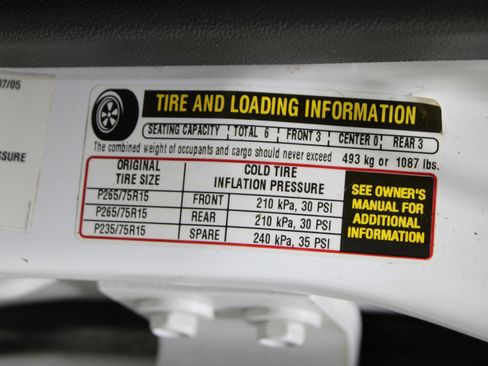 07/05
SSURE
TIRE AND LOADING INFORMATION
SEATING CAPACITY TOTAL 6 FRONT 3 CENTER 0 REAR 3
The combined weight of occupants and cargo should never exceed 493 kg or 1087 lbs.
ORIGINAL TIRE SIZE COLD TIRE INFLATION PRESSURE
P265/75R15 FRONT 210 kPa, 30 PSI
P265/75R15 REAR 210 kPa, 30 PSI
P235/75R15 SPARE 240 kPa, 35 PSI
SEE OWNER'S
MANUAL FOR
ADDITIONAL
INFORMATION